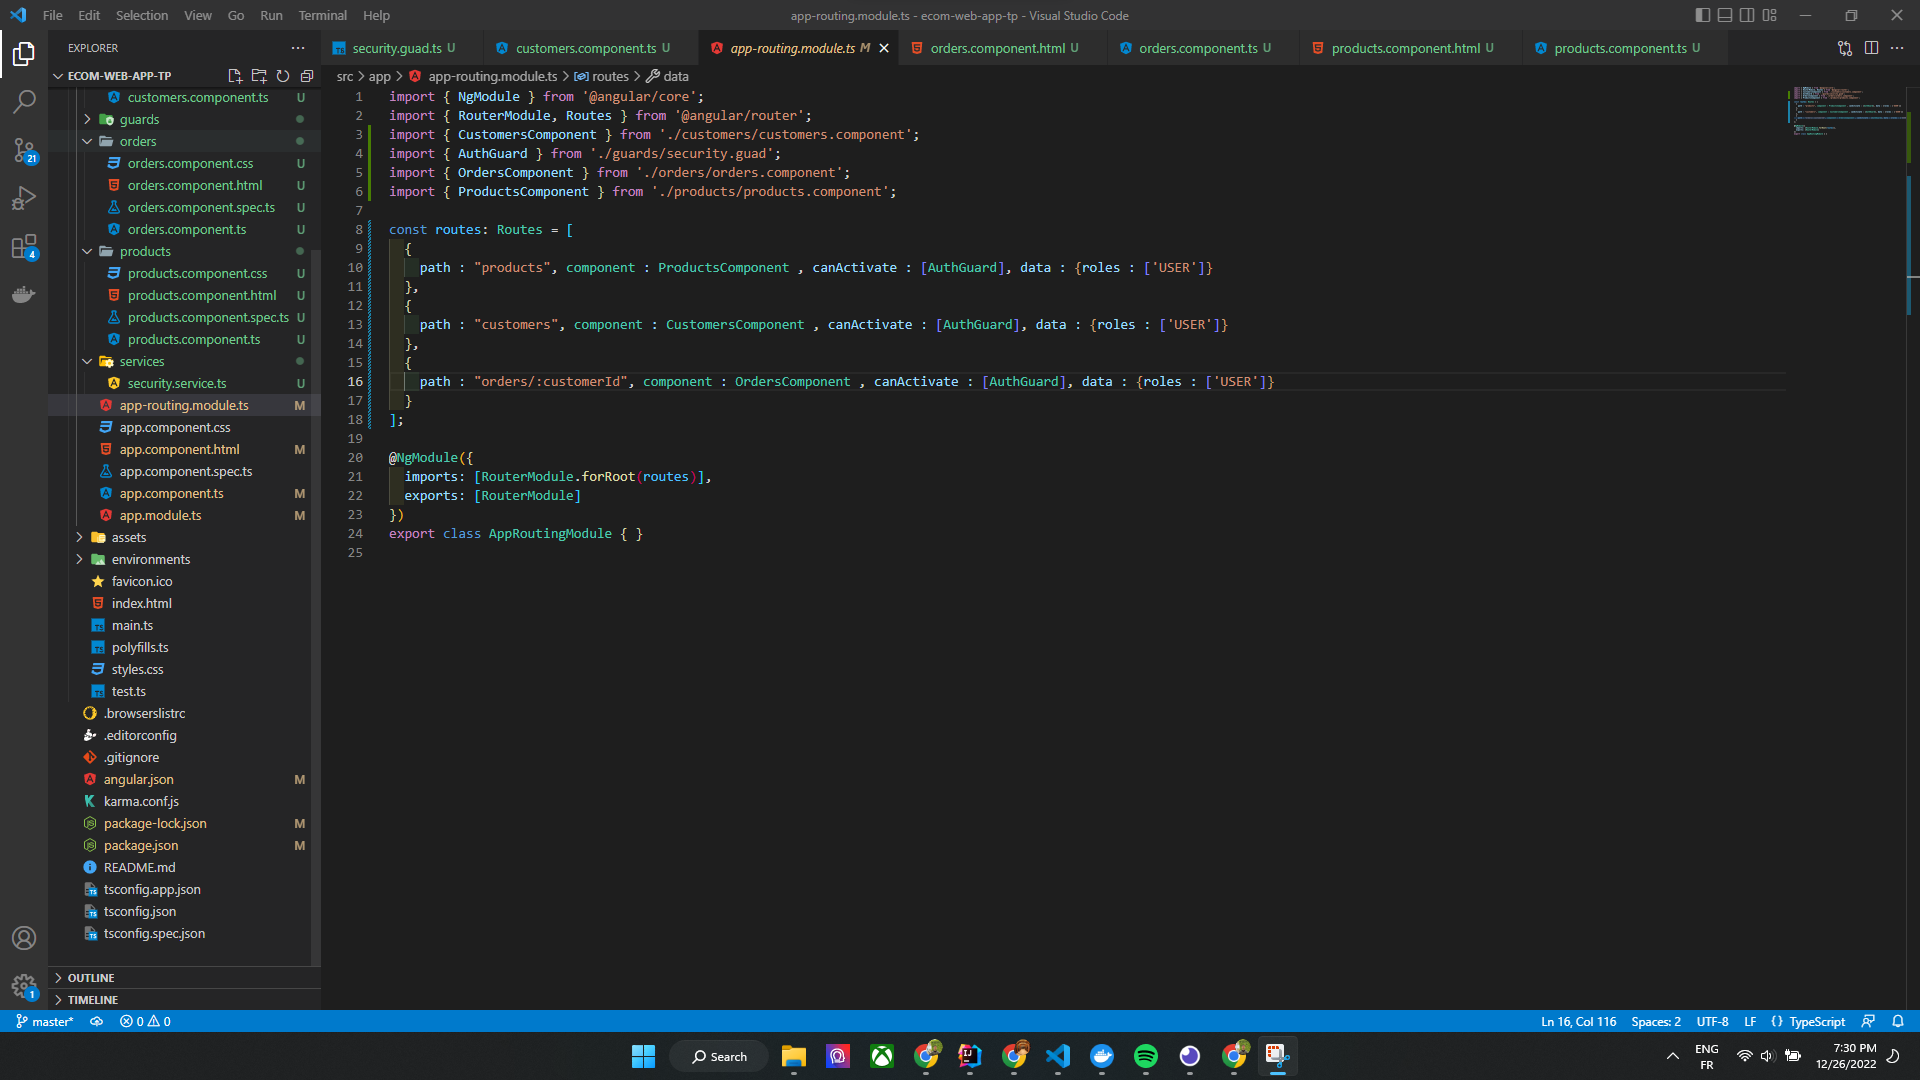 File Edit Selection View Go Run Terminal Help
app-routing.module.ts - ecom-web-app-tp - Visual Studio Code
EXPLORER
security.guad.ts U
customers.component.ts U
app-routing.module.ts M
orders.component.html U
orders.component.ts U
products.component.html U
products.component.ts U
ECOM-WEB-APP-TP
src > app > app-routing.module.ts > routes > data
customers.component.ts U
guards
orders
orders.component.css U
orders.component.html U
orders.component.spec.ts U
orders.component.ts U
products
products.component.css U
products.component.html U
products.component.spec.ts U
products.component.ts U
services
security.service.ts U
app-routing.module.ts M
app.component.css
app.component.html M
app.component.spec.ts
app.component.ts M
app.module.ts M
assets
environments
favicon.ico
index.html
main.ts
polyfills.ts
styles.css
test.ts
.browserslistrc
.editorconfig
.gitignore
angular.json M
karma.conf.js
package-lock.json M
package.json M
README.md
tsconfig.app.json
tsconfig.json
tsconfig.spec.json
OUTLINE
TIMELINE
21
4
1
1 import { NgModule } from '@angular/core';
2 import { RouterModule, Routes } from '@angular/router';
3 import { CustomersComponent } from './customers/customers.component';
4 import { AuthGuard } from './guards/security.guad';
5 import { OrdersComponent } from './orders/orders.component';
6 import { ProductsComponent } from './products/products.component';
7
8 const routes: Routes = [
9 {
10 path : "products", component : ProductsComponent , canActivate : [AuthGuard], data : {roles : ['USER']}
11 },
12 {
13 path : "customers", component : CustomersComponent , canActivate : [AuthGuard], data : {roles : ['USER']}
14 },
15 {
16 path : "orders/:customerId", component : OrdersComponent , canActivate : [AuthGuard], data : {roles : ['USER']}
17 }
18 ];
19
20 @NgModule({
21 imports: [RouterModule.forRoot(routes)],
22 exports: [RouterModule]
23 })
24 export class AppRoutingModule { }
25
master* 0 0
Ln 16, Col 116 Spaces: 2 UTF-8 LF {} TypeScript
Search
ENG
FR
7:30 PM
12/26/2022